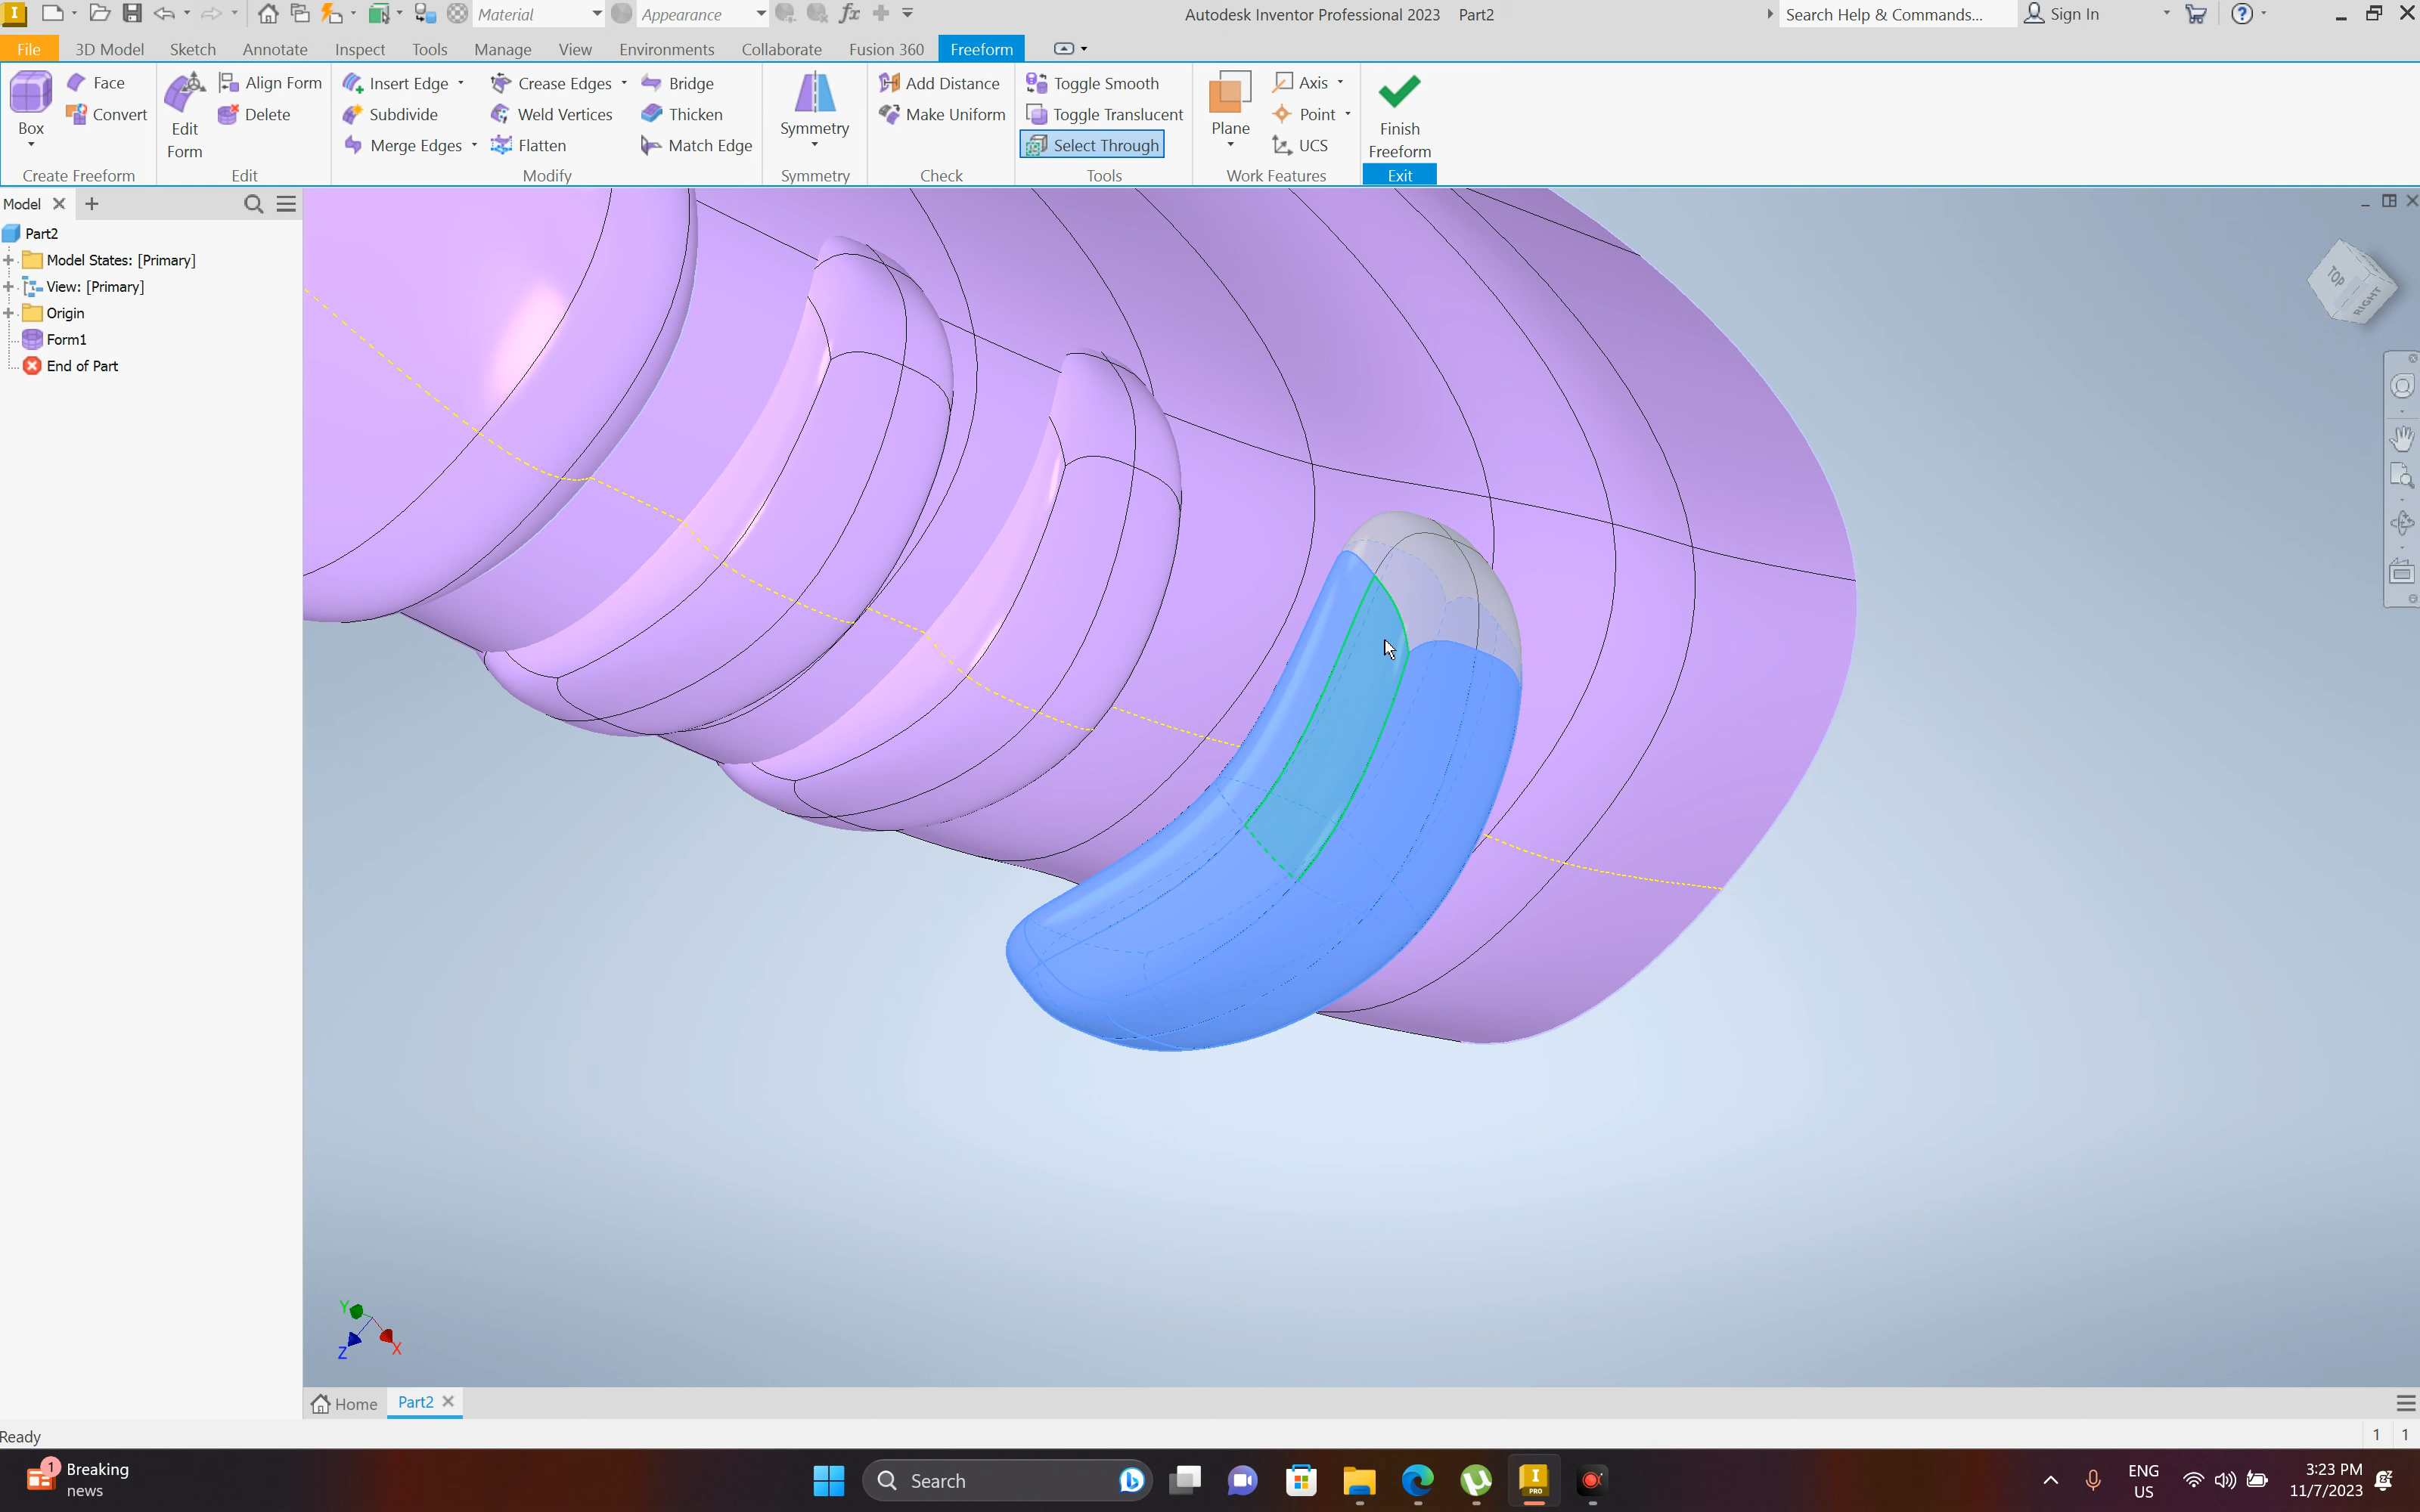 I Material Appearance fx Autodesk Inventor Professional 2023 Part2 Search Help & Commands... Sign In ?
File 3D Model Sketch Annotate Inspect Tools Manage View Environments Collaborate Fusion 360 Freeform
Box
Face
Convert
Create Freeform
Edit
Form
Align Form
Delete
Edit
Insert Edge
Subdivide
Merge Edges
Crease Edges
Weld Vertices
Flatten
Bridge
Thicken
Match Edge
Modify
Symmetry
Symmetry
Add Distance
Make Uniform
Check
Toggle Smooth
Toggle Translucent
Select Through
Tools
Plane
Axis
Point
UCS
Work Features
Finish
Freeform
Exit
Model
Part2
Model States: [Primary]
View: [Primary]
Origin
Form1
End of Part
TOP
RIGHT
Y
Z
X
Home Part2
Ready 1 1
1
Breaking
news
Search
I
PRO
ENG
US
3:23 PM
11/7/2023